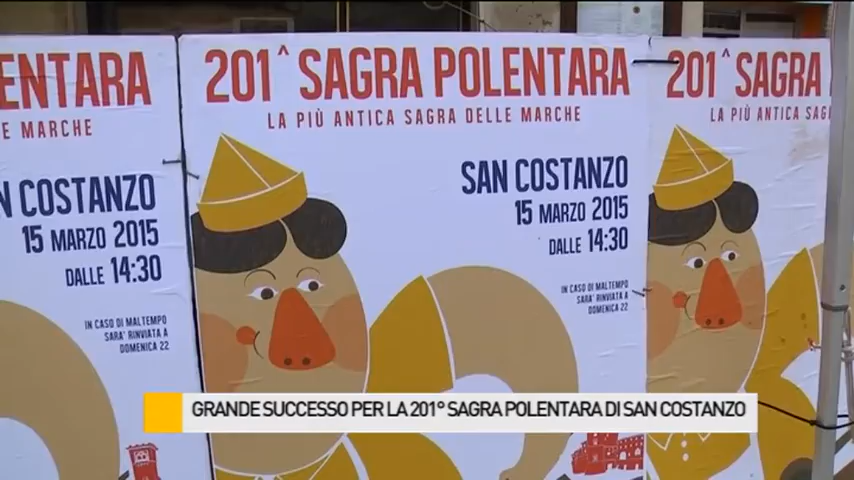 ENTARA
E MARCHE
N COSTANZO
15 MARZO 2015
DALLE 14:30
IN CASO DI MALTEMPO
SARA' RINVIATA A
DOMENICA 22
201^ SAGRA POLENTARA
LA PIÙ ANTICA SAGRA DELLE MARCHE
SAN COSTANZO
15 MARZO 2015
DALLE 14:30
IN CASO DI MALTEMPO
SARA' RINVIATA A
DOMENICA 22
201^ SAGRA
LA PIÙ ANTICA SAG
GRANDE SUCCESSO PER LA 201° SAGRA POLENTARA DI SAN COSTANZO